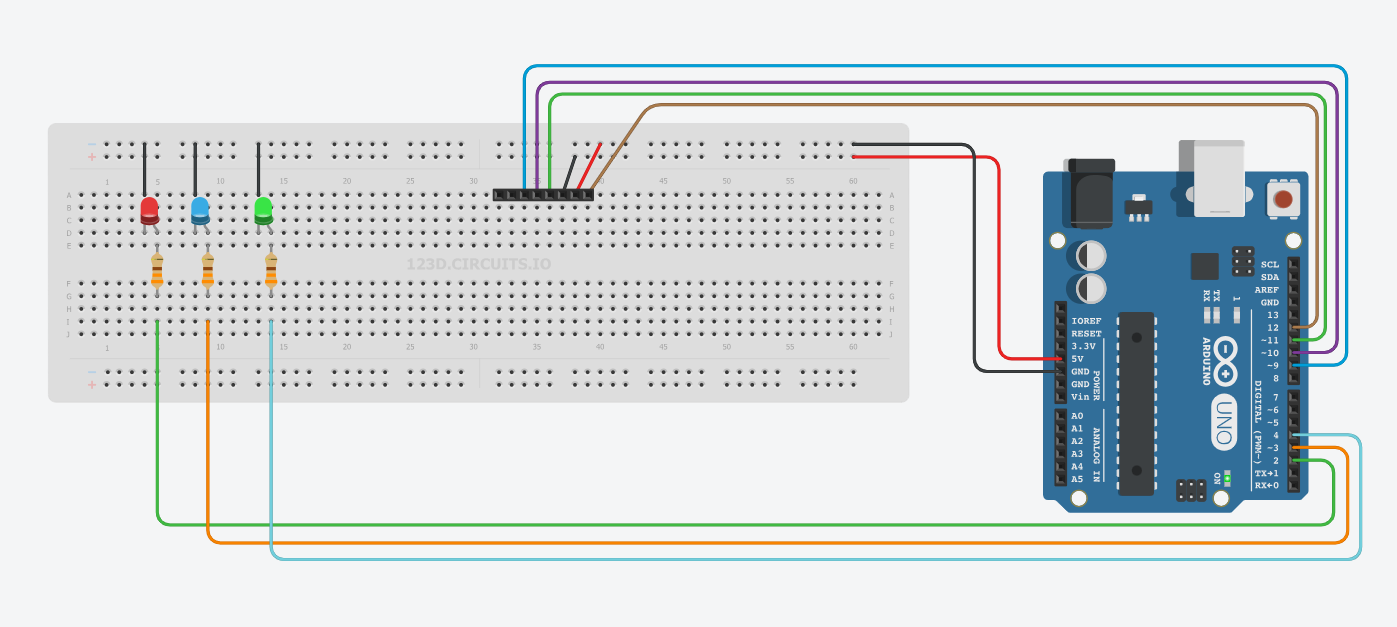 − −
+ +
1 5 10 15 20 25 30 35 40 45 50 55 60
A A
B B
C C
D D
E E
123D.CIRCUITS.IO
F F
G G
H H
I I
J J
1 5 10 15 20 25 30 35 40 45 50 55 60
− −
+ +
SCL
SDA
AREF
GND
13
12
~11
~10
~9
8
7
~6
~5
4
~3
2
TX→1
RX←0
RX
TX
1
IOREF
RESET
3.3V
5V
GND
GND
Vin
POWER
A0
A1
A2
A3
A4
A5
ANALOG IN
ARDUINO
UNO
DIGITAL (PWM~)
ON